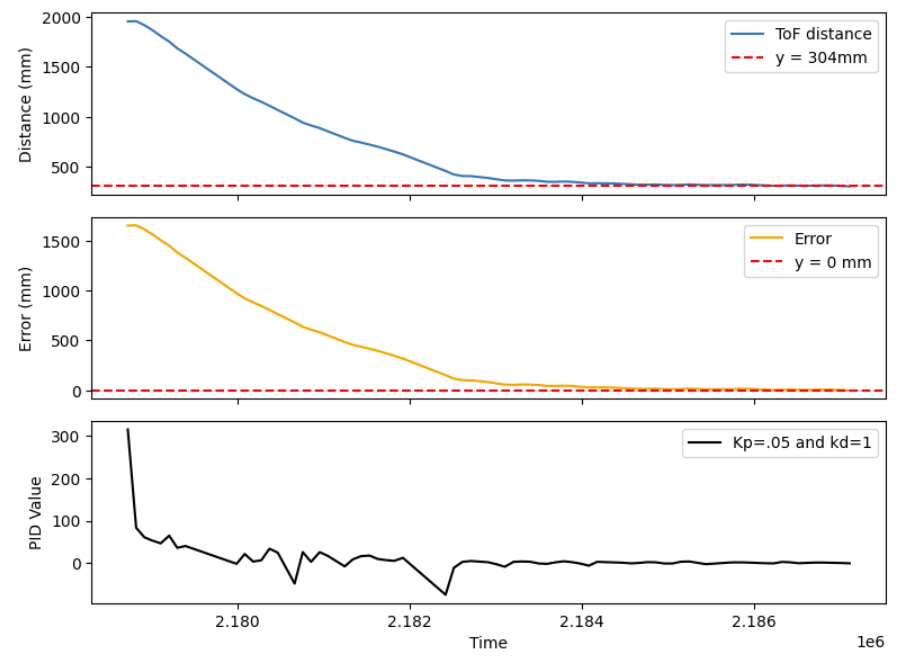 2000
1500
1000
500
Distance (mm)
ToF distance
y = 304mm
1500
1000
500
0
Error (mm)
Error
y = 0 mm
300
200
100
0
PID Value
Kp=.05 and kd=1
2.180
2.182
2.184
2.186
Time
1e6